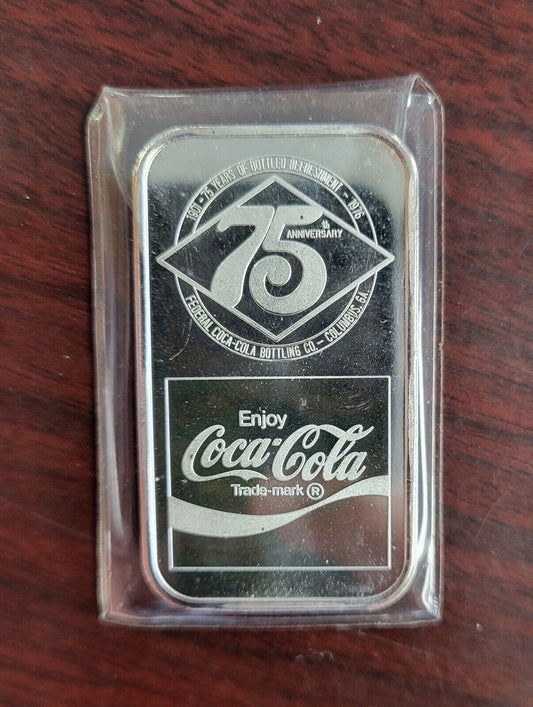 1901-75 YEARS OF BOTTLED REFRESHMENT - 1976
75th
ANNIVERSARY
FEDERAL COCA-COLA BOTTLING CO. - COLUMBUS, GA.
Enjoy
Coca-Cola
Trade-mark ®